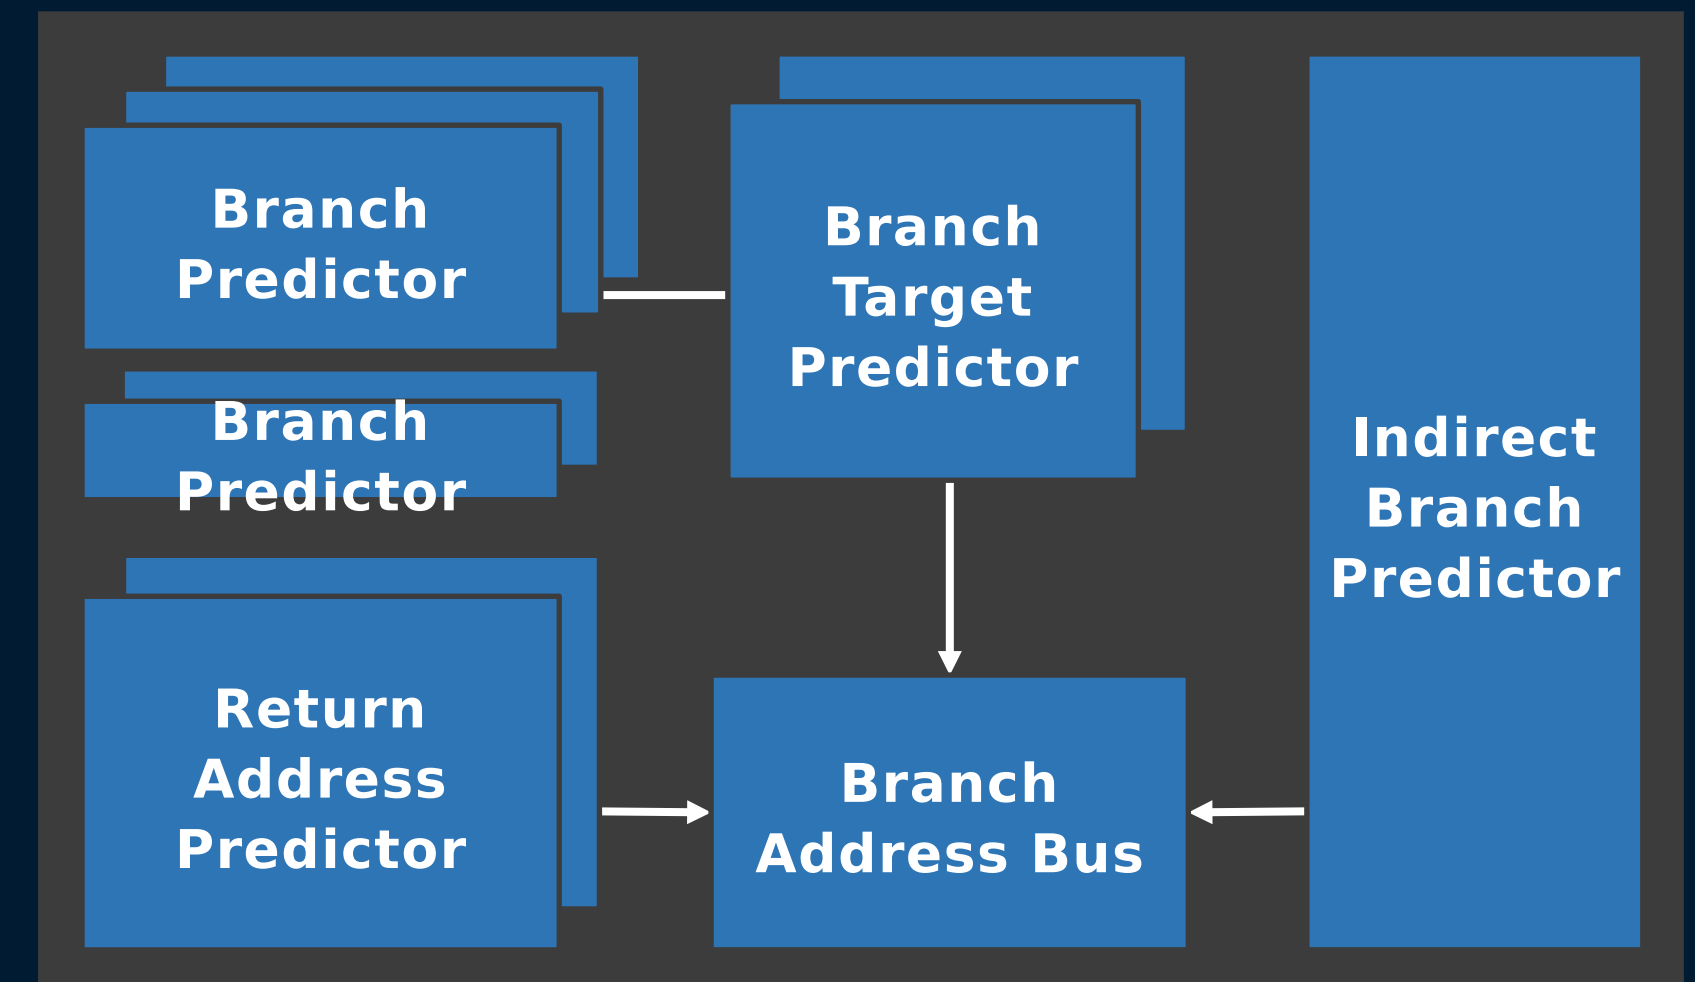 Branch
Predictor
Branch
Predictor
Return
Address
Predictor
Branch
Target
Predictor
Branch
Address Bus
Indirect
Branch
Predictor